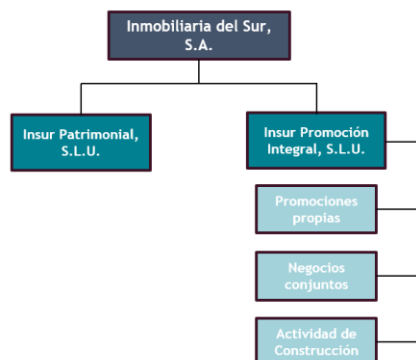 Inmobiliaria del Sur,
S.A.
Insur Patrimonial,
S.L.U.
Insur Promoción
Integral, S.L.U.
Promociones
propias
Negocios
conjuntos
Actividad de
Construcción